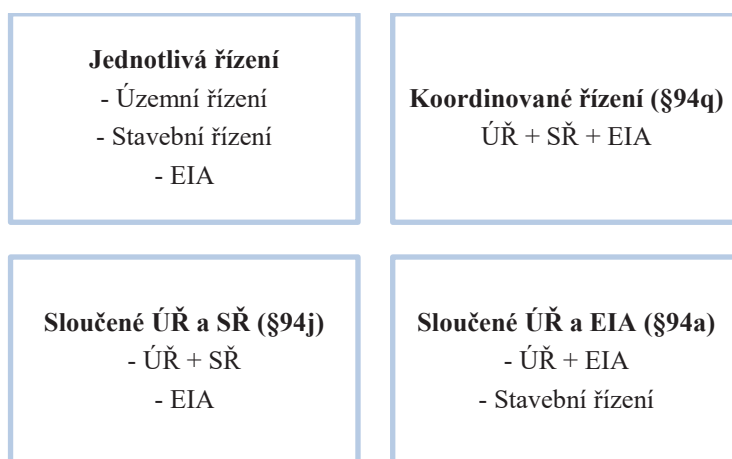 Jednotlivá řízení
- Územní řízení
- Stavební řízení
- EIA
Koordinované řízení (§94q)
ÚŘ + SŘ + EIA
Sloučené ÚŘ a SŘ (§94j)
- ÚŘ + SŘ
- EIA
Sloučené ÚŘ a EIA (§94a)
- ÚŘ + EIA
- Stavební řízení